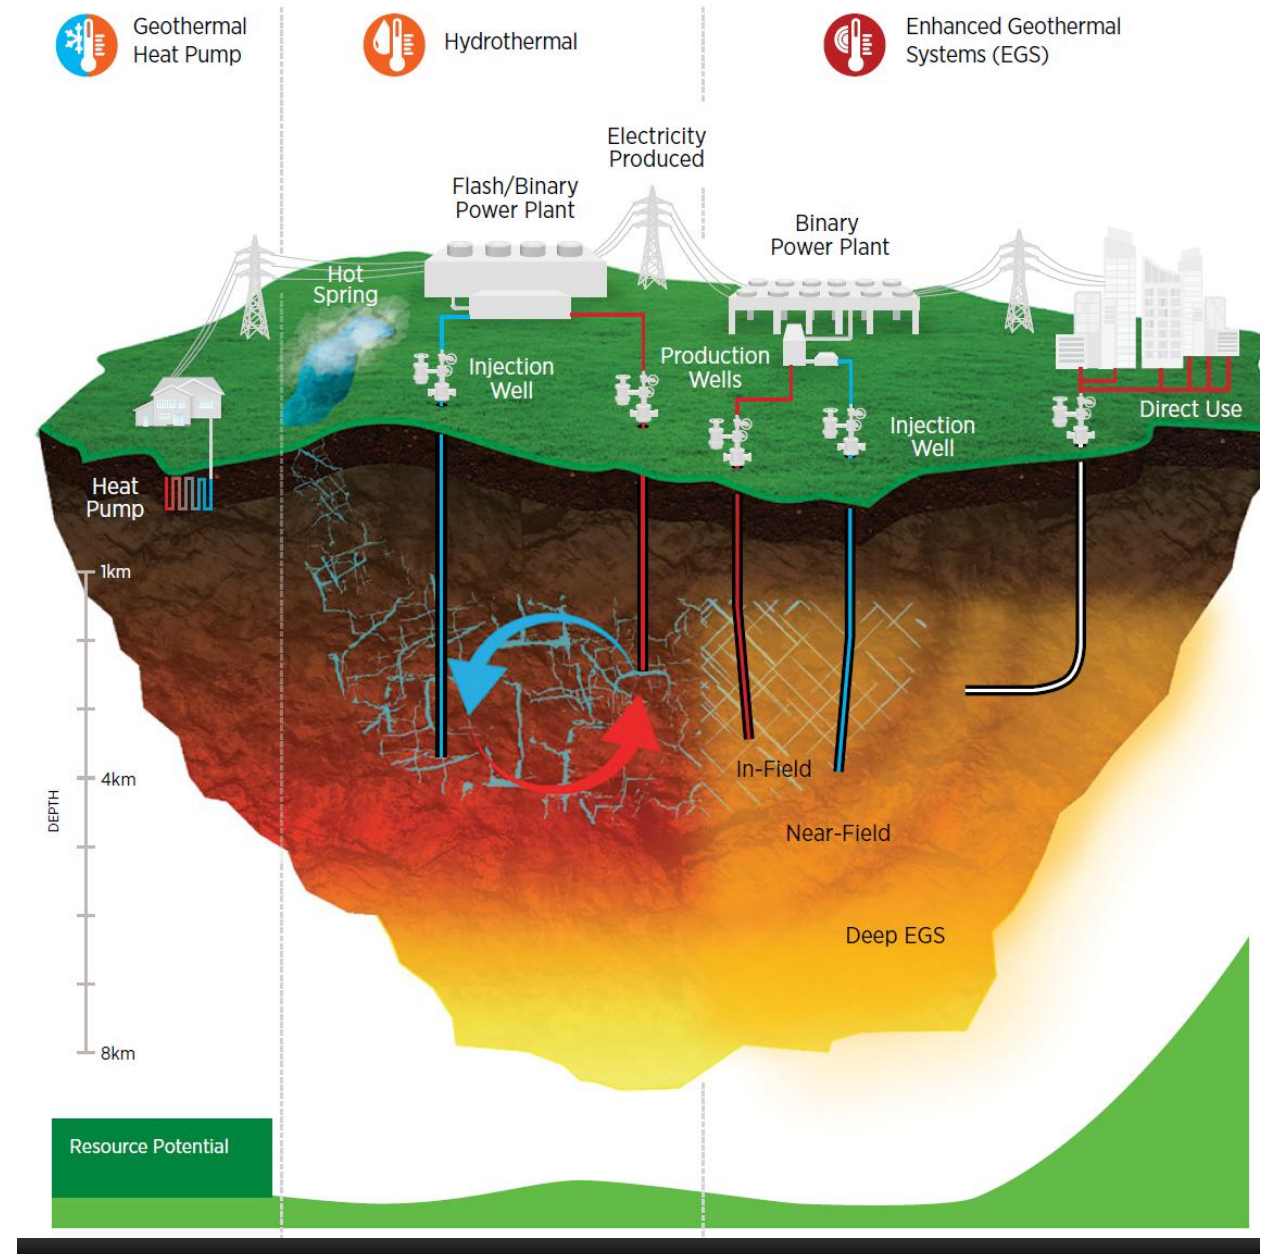 Geothermal
Heat Pump
Hydrothermal
Enhanced Geothermal
Systems (EGS)
Electricity
Produced
Flash/Binary
Power Plant
Binary
Power Plant
Hot
Spring
Injection
Well
Production
Wells
Injection
Well
Direct Use
Heat
Pump
1km
4km
DEPTH
8km
In-Field
Near-Field
Deep EGS
Resource Potential